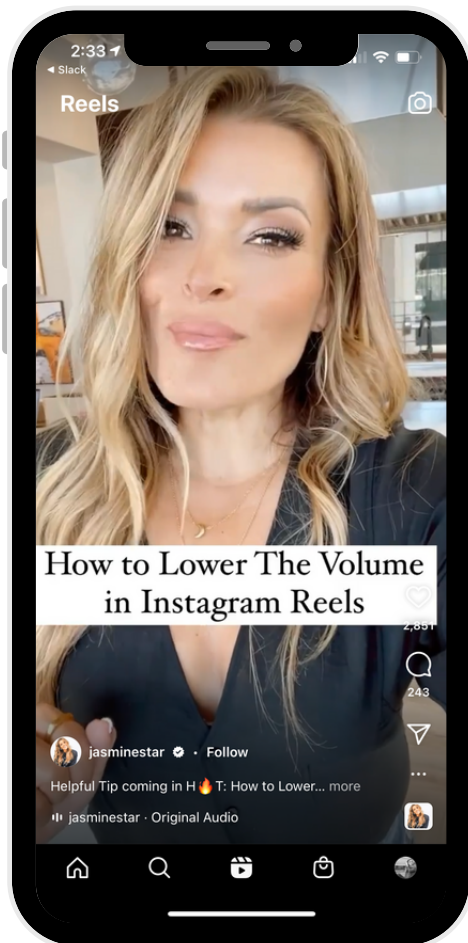 2:33
◀ Slack
Reels
How to Lower The Volume
in Instagram Reels
2,851
243
jasminestar • Follow
Helpful Tip coming in H🔥T: How to Lower... more
jasminestar · Original Audio